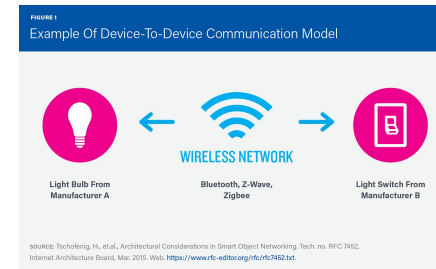 FIGURE 1
Example Of Device-To-Device Communication Model
WIRELESS NETWORK
Light Bulb From
Manufacturer A
Bluetooth, Z-Wave,
Zigbee
Light Switch From
Manufacturer B
SOURCE: Tschofenig, H., et.al., Architectural Considerations in Smart Object Networking. Tech. no. RFC 7452.
Internet Architecture Board, Mar. 2015. Web. https://www.rfc-editor.org/rfc/rfc7452.txt.